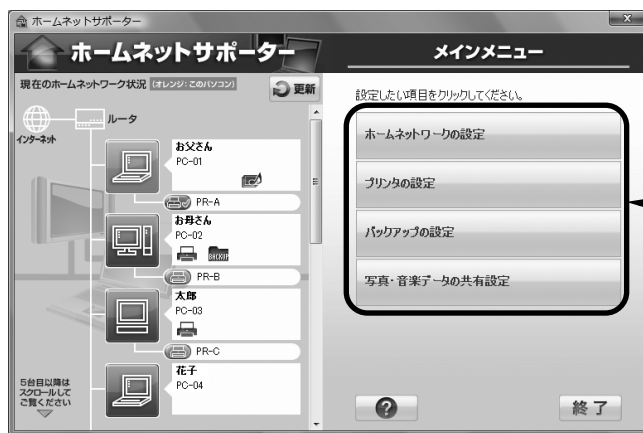 ホームネットサポーター
ホームネットサポーター
メインメニュー
現在のホームネットワーク状況 (オレンジ:このパソコン)
更新
インターネット
ルータ
お父さん
PC-01
PR-A
お母さん
PC-02
BACKUP
PR-B
太郎
PC-03
PR-C
花子
PC-04
5台目以降は
スクロールして
ご覧ください
設定したい項目をクリックしてください。
ホームネットワークの設定
プリンタの設定
バックアップの設定
写真・音楽データの共有設定
?
終了